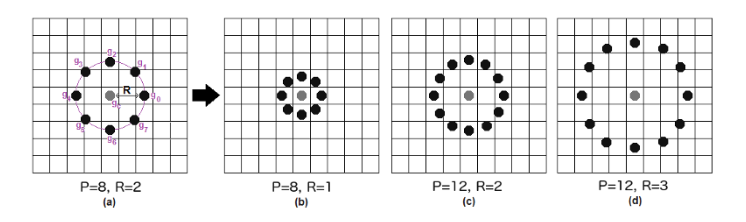 g2
g3
g1
R
g4
gc
g0
g5
g7
g6
P=8, R=2
P=8, R=1
P=12, R=2
P=12, R=3
(a)
(b)
(c)
(d)